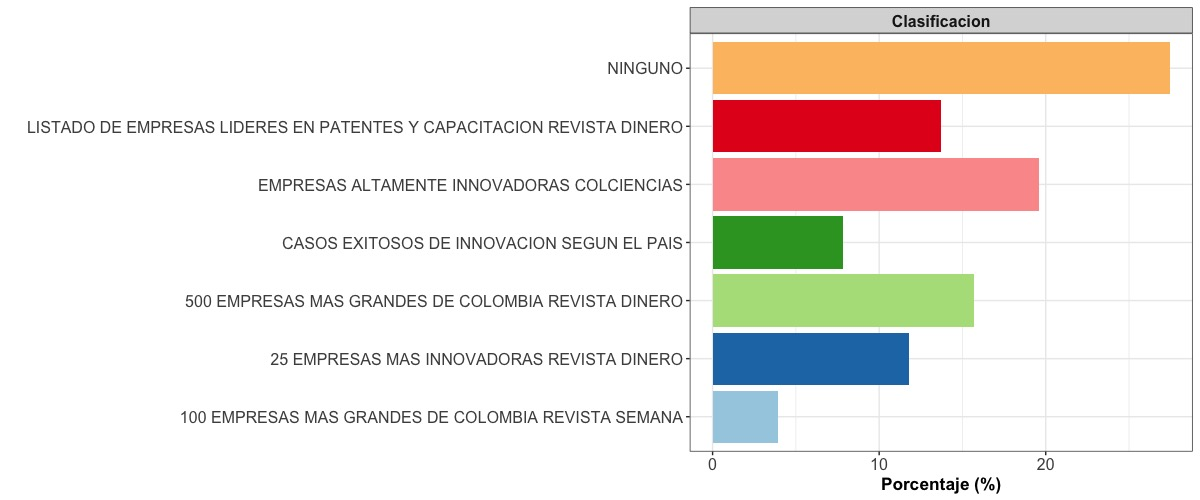 Clasificacion
NINGUNO
LISTADO DE EMPRESAS LIDERES EN PATENTES Y CAPACITACION REVISTA DINERO
EMPRESAS ALTAMENTE INNOVADORAS COLCIENCIAS
CASOS EXITOSOS DE INNOVACION SEGUN EL PAIS
500 EMPRESAS MAS GRANDES DE COLOMBIA REVISTA DINERO
25 EMPRESAS MAS INNOVADORAS REVISTA DINERO
100 EMPRESAS MAS GRANDES DE COLOMBIA REVISTA SEMANA
0 10 20
Porcentaje (%)